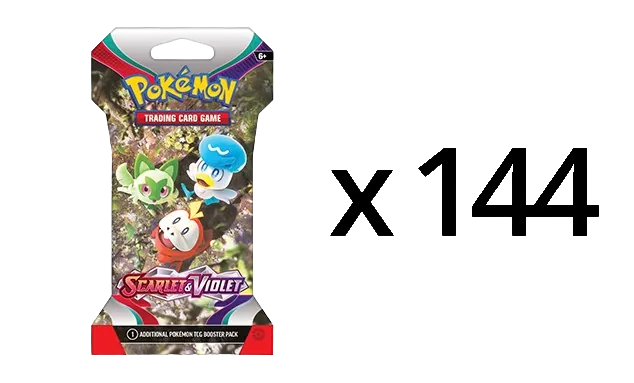 6+
POKéMON
TRADING CARD GAME
SCARLET & VIOLET
1 ADDITIONAL POKÉMON TCG BOOSTER PACK
x 144